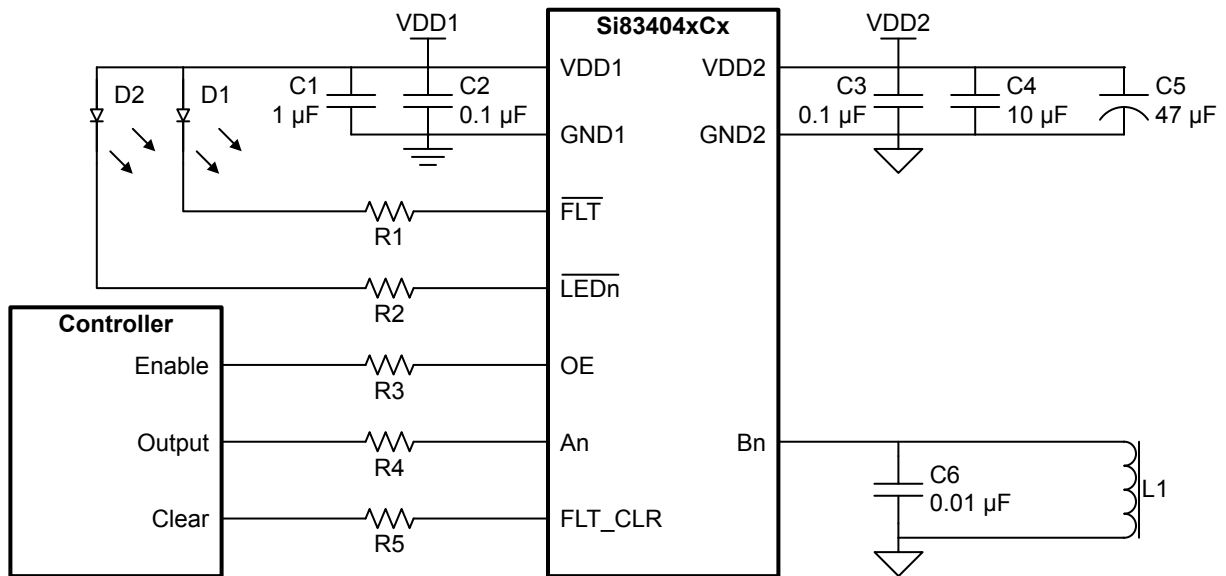 VDD1
Si83404xCx
VDD2
D2
D1
C1
1 µF
C2
0.1 µF
VDD1
VDD2
C3
0.1 µF
C4
10 µF
C5
47 µF
GND1
GND2
FLT
R1
LEDn
R2
Controller
Enable
R3
OE
Output
R4
An
Bn
C6
0.01 µF
L1
Clear
R5
FLT_CLR